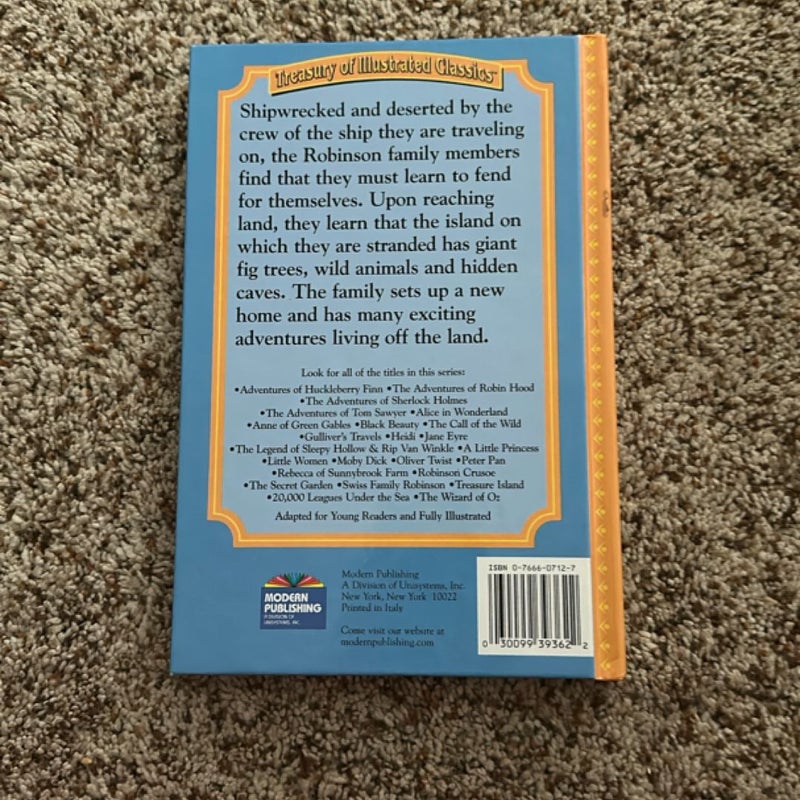 Treasury of Illustrated Classics™
Shipwrecked and deserted by the
crew of the ship they are traveling
on, the Robinson family members
find that they must learn to fend
for themselves. Upon reaching
land, they learn that the island on
which they are stranded has giant
fig trees, wild animals and hidden
caves. The family sets up a new
home and has many exciting
adventures living off the land.
Look for all of the titles in this series:
•Adventures of Huckleberry Finn •The Adventures of Robin Hood
•The Adventures of Sherlock Holmes
•The Adventures of Tom Sawyer •Alice in Wonderland
•Anne of Green Gables •Black Beauty •The Call of the Wild
•Gulliver's Travels •Heidi •Jane Eyre
•The Legend of Sleepy Hollow & Rip Van Winkle •A Little Princess
•Little Women •Moby Dick •Oliver Twist •Peter Pan
•Rebecca of Sunnybrook Farm •Robinson Crusoe
•The Secret Garden •Swiss Family Robinson •Treasure Island
•20,000 Leagues Under the Sea •The Wizard of Oz
Adapted for Young Readers and Fully Illustrated
MODERN
PUBLISHING
A DIVISION OF
UNISYSTEMS, INC.
Modern Publishing
A Division of Unisystems, Inc.
New York, New York 10022
Printed in Italy
Come visit our website at
modernpublishing.com
ISBN 0-7666-0712-7
0 30099 39362 2